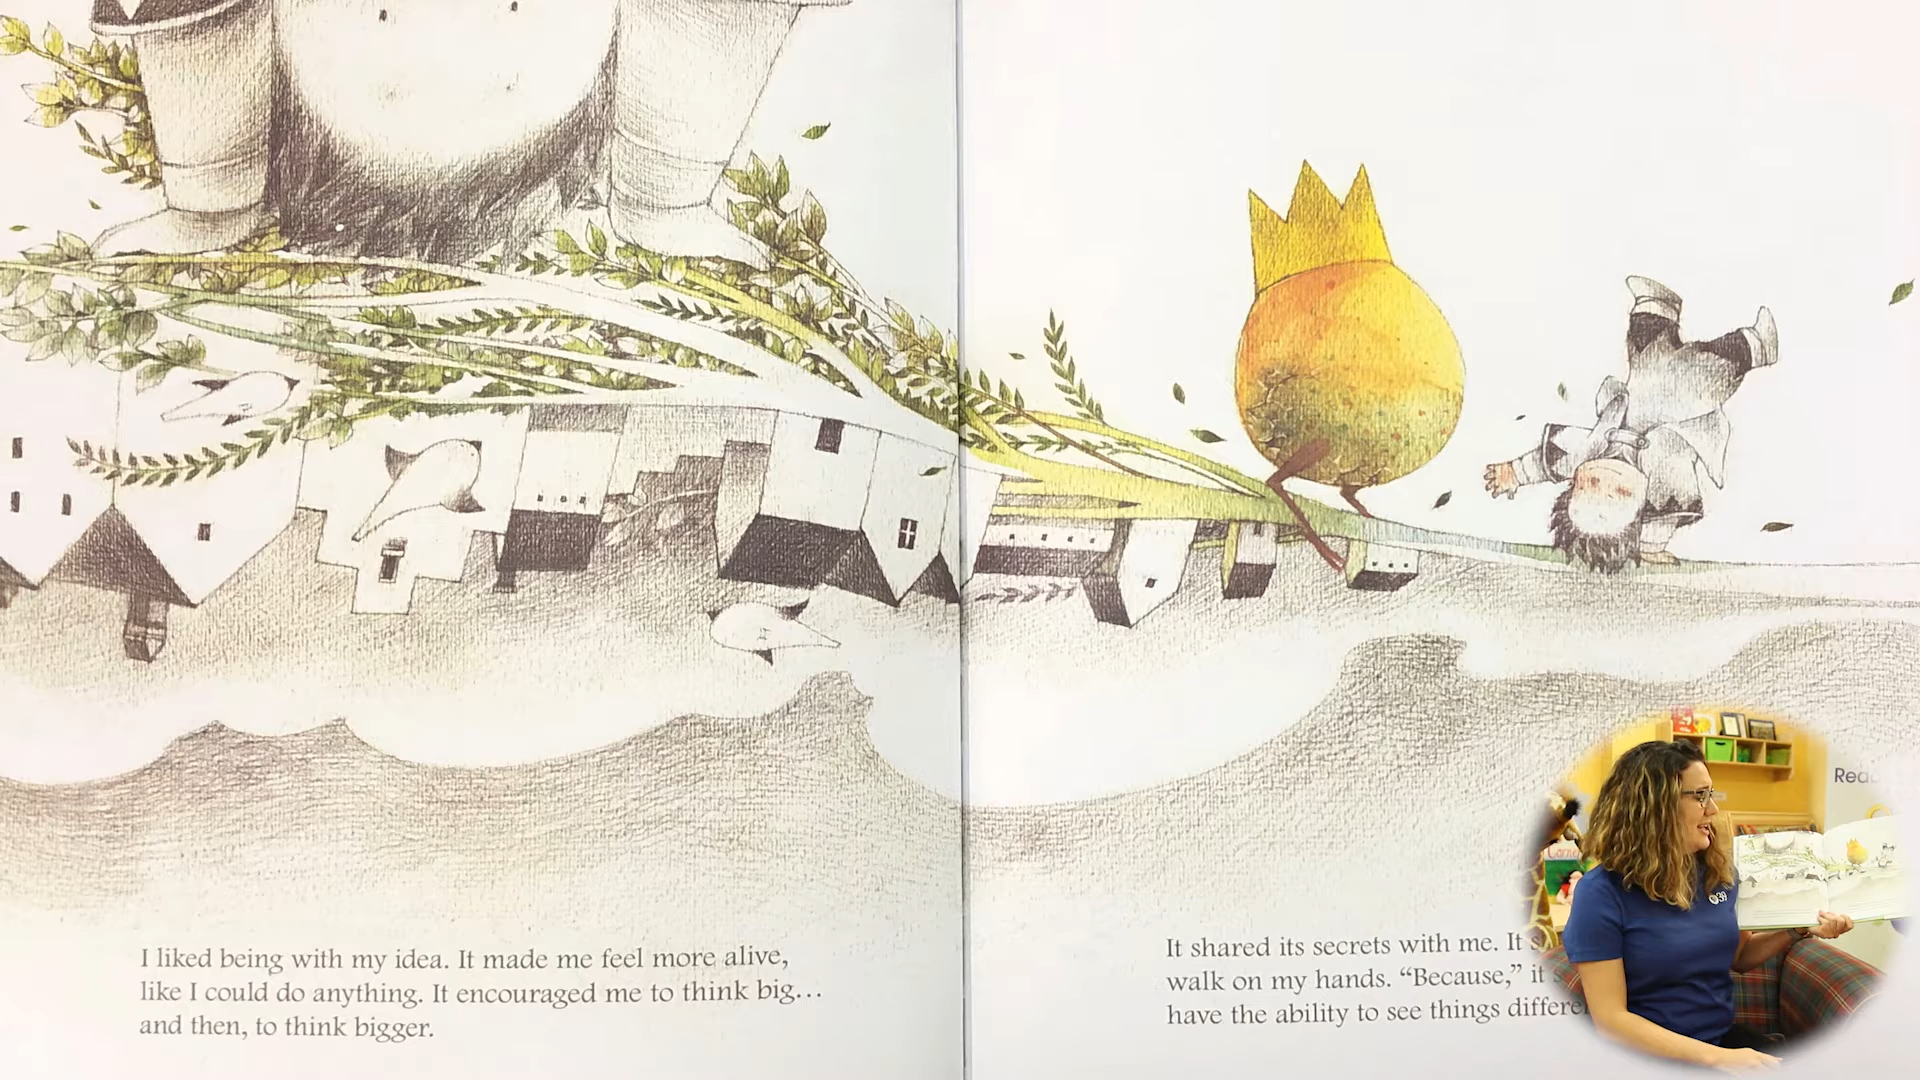 I liked being with my idea. It made me feel more alive,
like I could do anything. It encouraged me to think big…
and then, to think bigger.
It shared its secrets with me. It
walk on my hands. “Because,” it
have the ability to see things
39